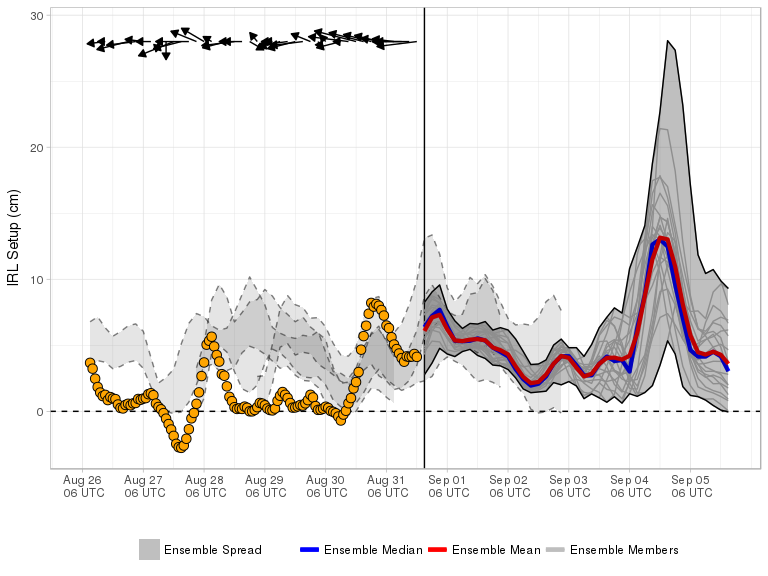 30
20
10
0
IRL Setup (cm)
Aug 26 Aug 27 Aug 28 Aug 29 Aug 30 Aug 31 Sep 01 Sep 02 Sep 03 Sep 04 Sep 05
06 UTC 06 UTC 06 UTC 06 UTC 06 UTC 06 UTC 06 UTC 06 UTC 06 UTC 06 UTC 06 UTC
Ensemble Spread Ensemble Median Ensemble Mean Ensemble Members